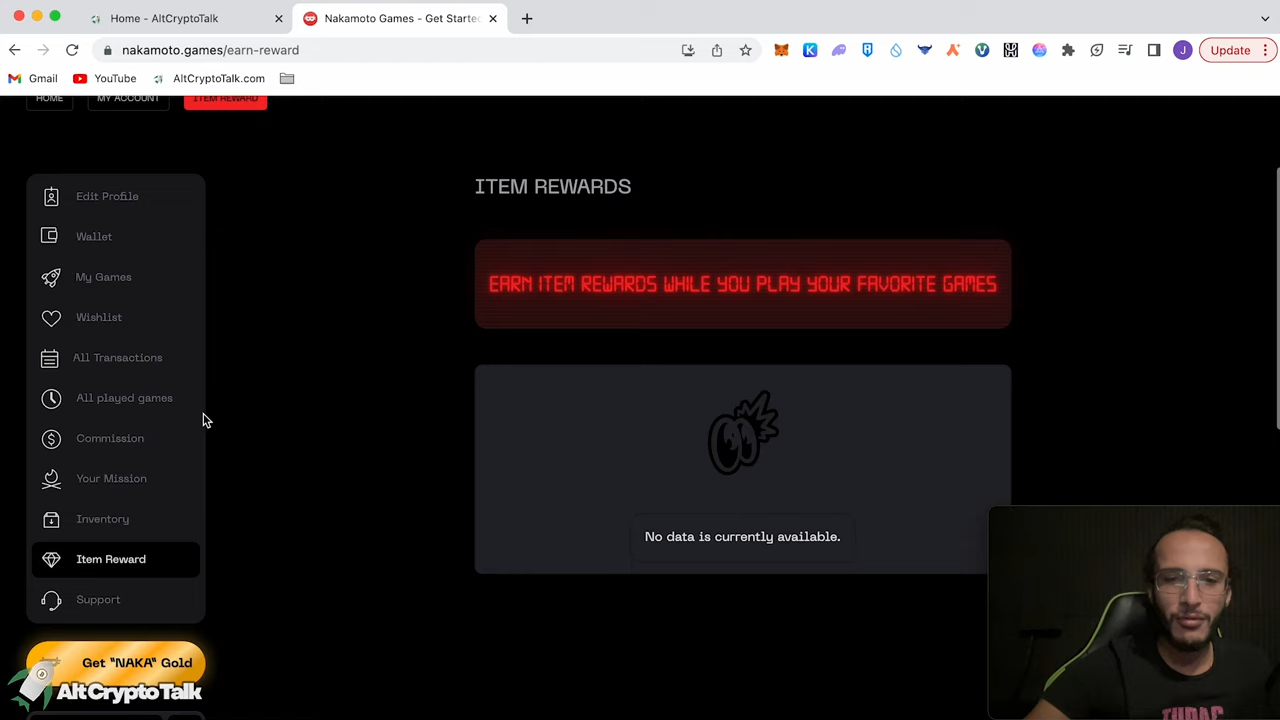 Home - AltCryptoTalk
Nakamoto Games - Get Starte
nakamoto.games/earn-reward
J
Update
Gmail
YouTube
AltCryptoTalk.com
HOME
MY ACCOUNT
ITEM REWARD
Edit Profile
Wallet
My Games
Wishlist
All Transactions
All played games
Commission
Your Mission
Inventory
Item Reward
Support
Get "NAKA" Gold
AltCryptoTalk
ITEM REWARDS
EARN ITEM REWARDS WHILE YOU PLAY YOUR FAVORITE GAMES
No data is currently available.